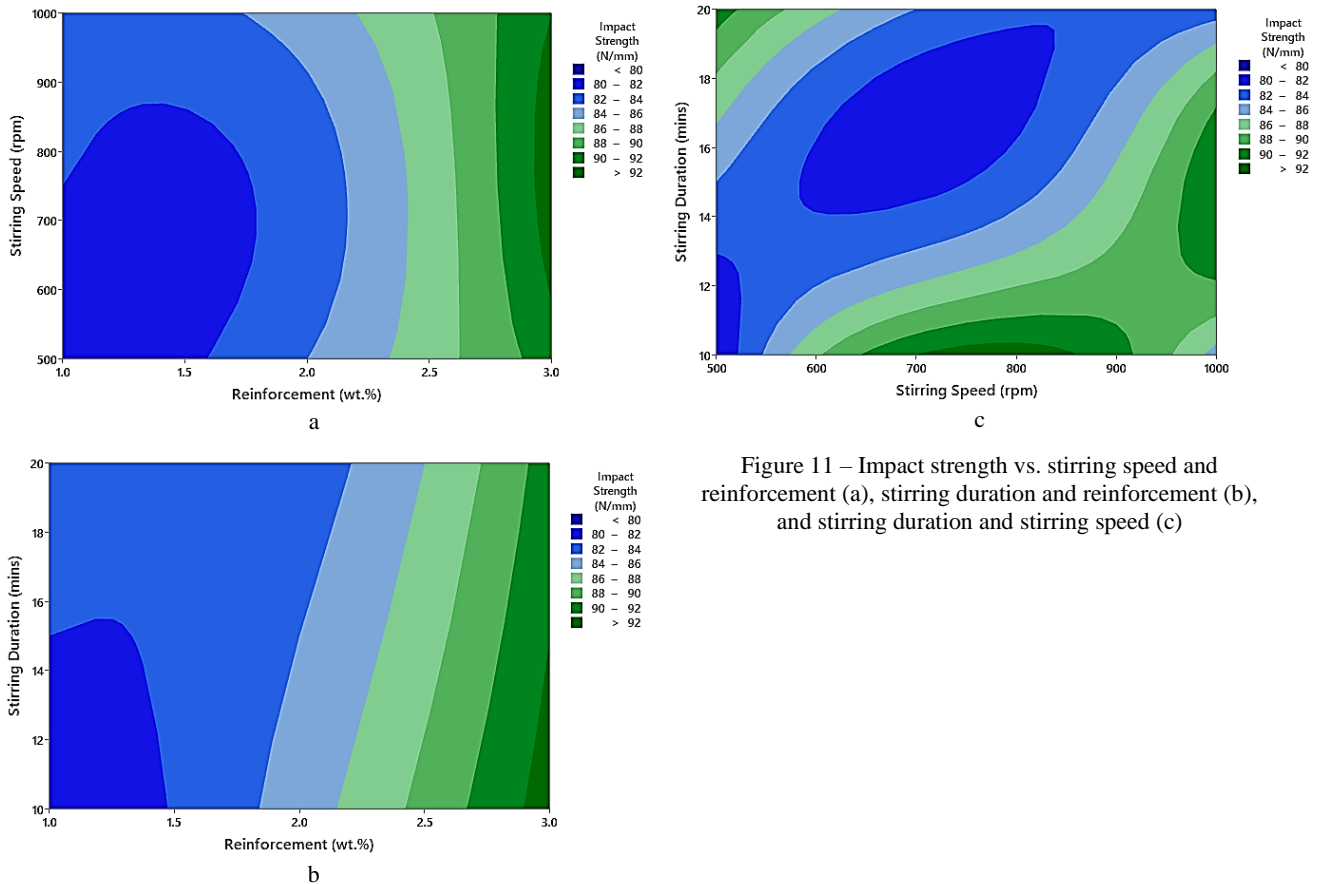 1000
900
800
700
600
500
Stirring Speed (rpm)
1.0
1.5
2.0
2.5
3.0
Reinforcement (wt.%)
Impact
Strength
(N/mm)
< 80
80 – 82
82 – 84
84 – 86
86 – 88
88 – 90
90 – 92
> 92
a
20
18
16
14
12
10
Stirring Duration (mins)
1.0
1.5
2.0
2.5
3.0
Reinforcement (wt.%)
Impact
Strength
(N/mm)
< 80
80 – 82
82 – 84
84 – 86
86 – 88
88 – 90
90 – 92
> 92
b
20
18
16
14
12
10
Stirring Duration (mins)
500
600
700
800
900
1000
Stirring Speed (rpm)
Impact
Strength
(N/mm)
< 80
80 – 82
82 – 84
84 – 86
86 – 88
88 – 90
90 – 92
> 92
c
Figure 11 – Impact strength vs. stirring speed and
reinforcement (a), stirring duration and reinforcement (b),
and stirring duration and stirring speed (c)